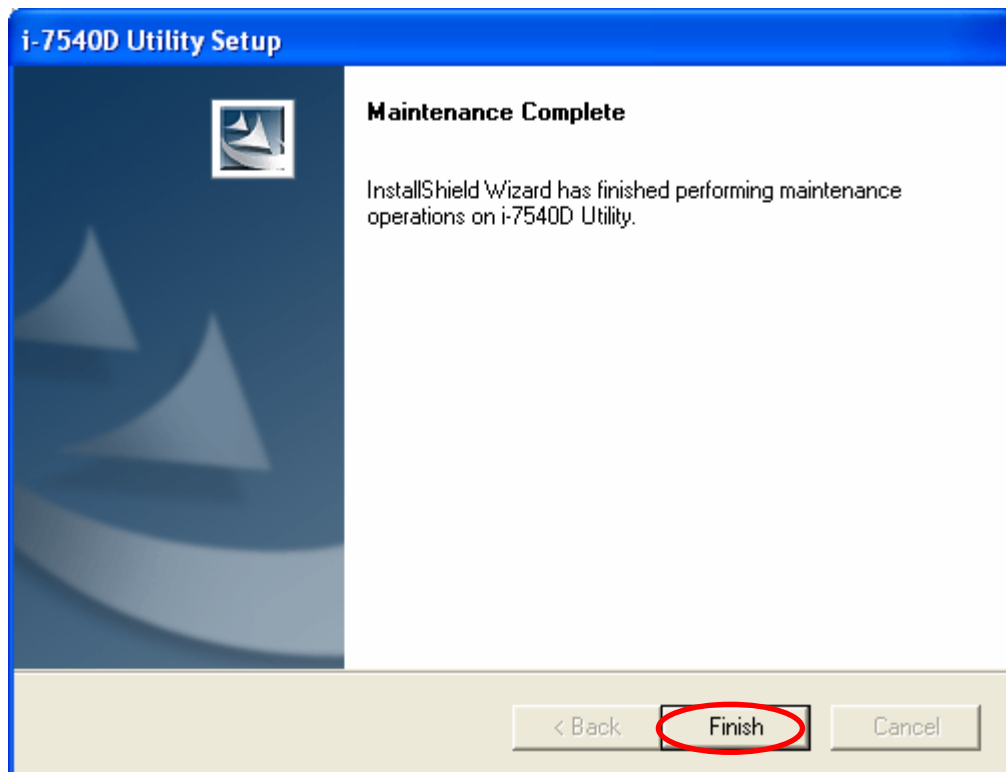 i-7540D Utility Setup
Maintenance Complete
InstallShield Wizard has finished performing maintenance
operations on i-7540D Utility.
< Back Finish Cancel